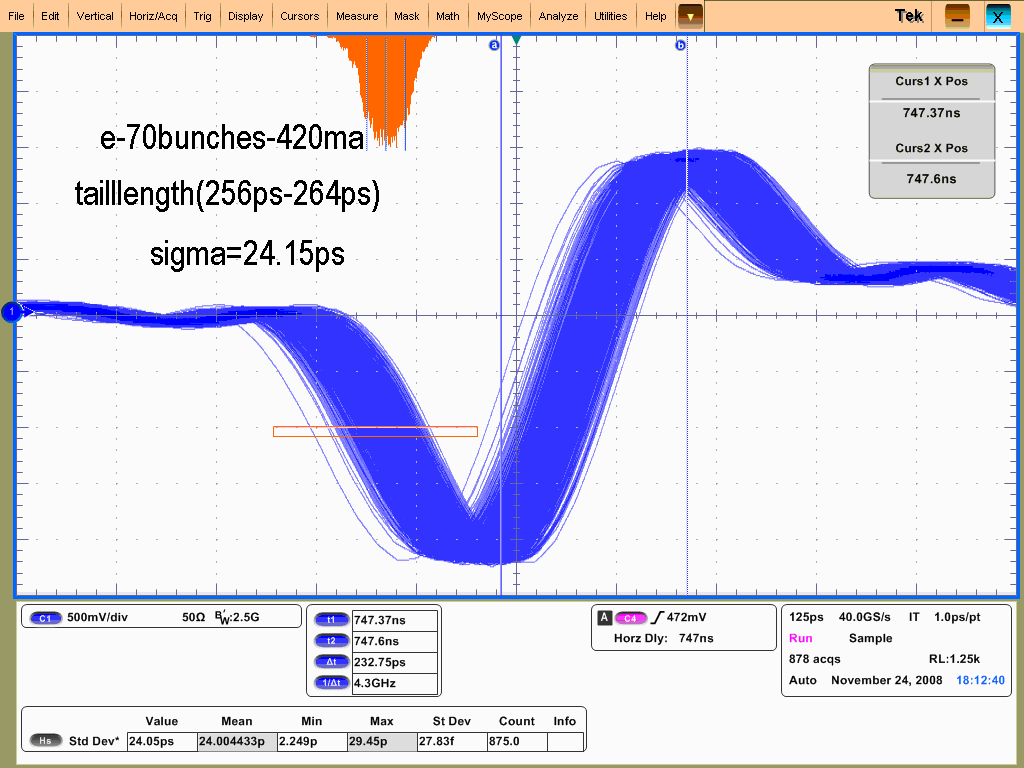 File Edit Vertical Horiz/Acq Trig Display Cursors Measure Mask Math MyScope Analyze Utilities Help Tek X
a b
Curs1 X Pos
747.37ns
Curs2 X Pos
747.6ns
e-70bunches-420ma
tailllength(256ps-264ps)
sigma=24.15ps
1
C1 500mV/div 50Ω BW:2.5G
t1 747.37ns
t2 747.6ns
Δt 232.75ps
1/Δt 4.3GHz
A C4 472mV
Horz Dly: 747ns
125ps 40.0GS/s IT 1.0ps/pt
Run Sample
878 acqs RL:1.25k
Auto November 24, 2008 18:12:40
Value Mean Min Max St Dev Count Info
Hs Std Dev* 24.05ps 24.004433p 2.249p 29.45p 27.83f 875.0